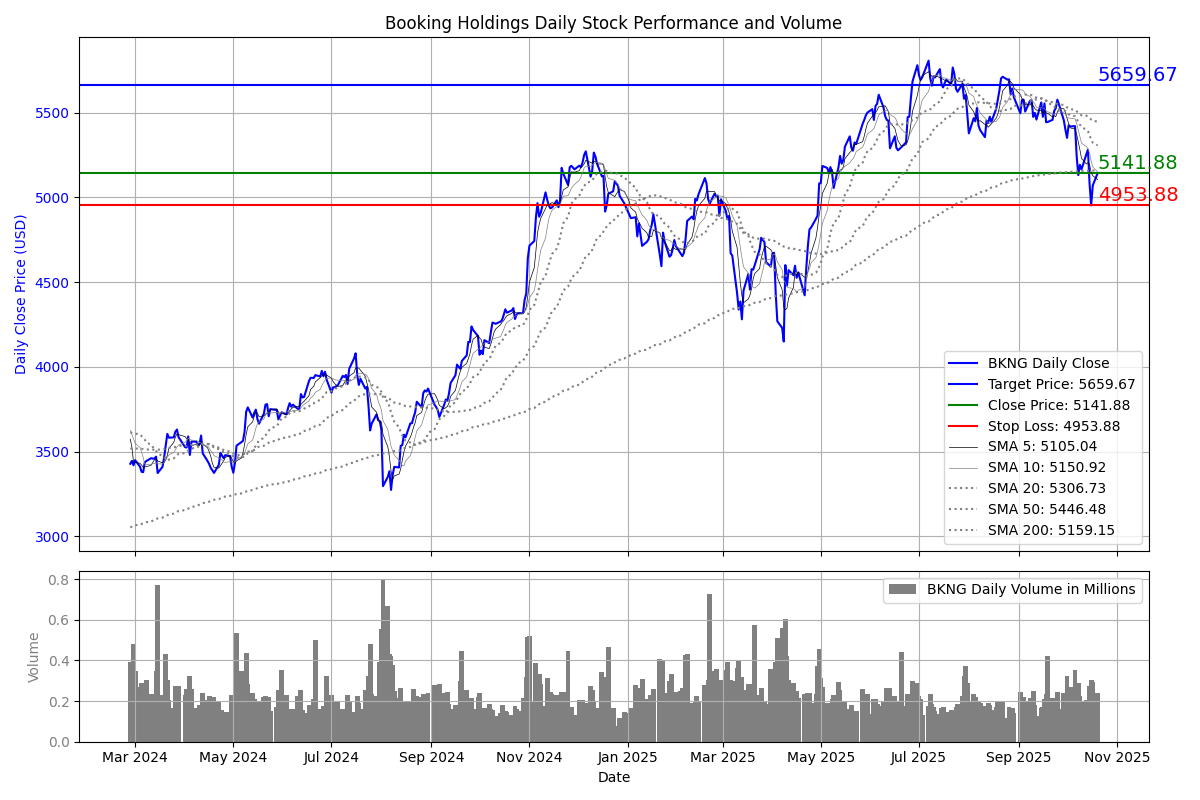 Booking Holdings Daily Stock Performance and Volume
5659.67
5500
5141.88
5000
4953.88
4500
4000
3500
3000
Daily Close Price (USD)
BKNG Daily Close
Target Price: 5659.67
Close Price: 5141.88
Stop Loss: 4953.88
SMA 5: 5105.04
SMA 10: 5150.92
SMA 20: 5306.73
SMA 50: 5446.48
SMA 200: 5159.15
0.8
0.6
0.4
0.2
0.0
Volume
BKNG Daily Volume in Millions
Mar 2024 May 2024 Jul 2024 Sep 2024 Nov 2024 Jan 2025 Mar 2025 May 2025 Jul 2025 Sep 2025 Nov 2025
Date